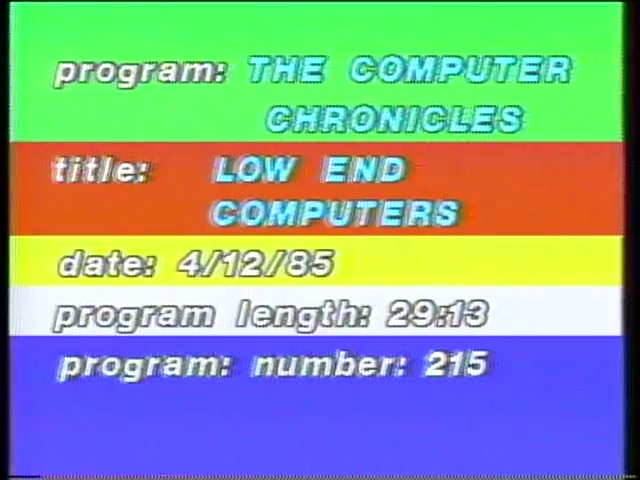 program: THE COMPUTER
CHRONICLES
title: LOW END
COMPUTERS
date: 4/12/85
program length: 29:13
program: number: 215